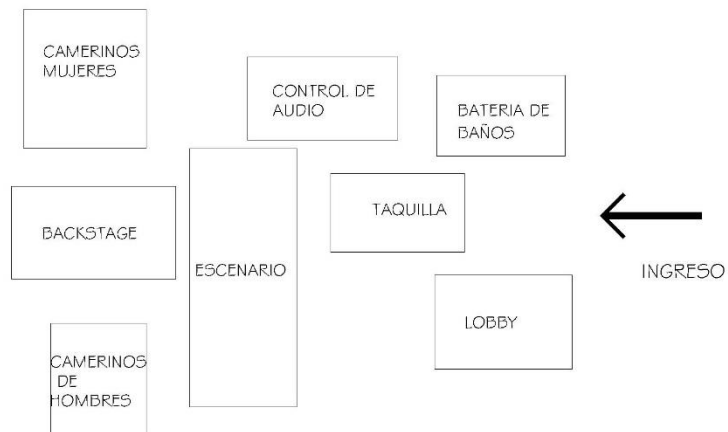 CAMERINOS
MUJERES
CONTROL DE
AUDIO
BATERIA DE
BAÑOS
TAQUILLA
BACKSTAGE
ESCENARIO
INGRESO
LOBBY
CAMERINOS
DE
HOMBRES